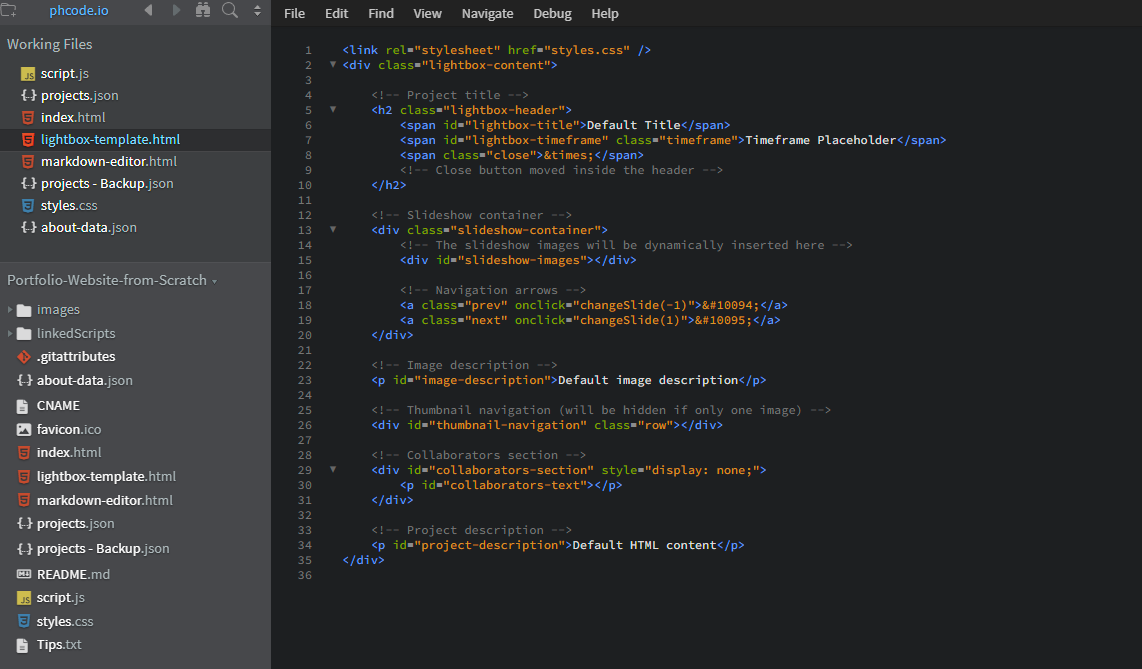 phcode.io
File Edit Find View Navigate Debug Help
Working Files
script.js
projects.json
index.html
lightbox-template.html
markdown-editor.html
projects - Backup.json
styles.css
about-data.json
Portfolio-Website-from-Scratch
images
linkedScripts
.gitattributes
about-data.json
CNAME
favicon.ico
index.html
lightbox-template.html
markdown-editor.html
projects.json
projects - Backup.json
README.md
script.js
styles.css
Tips.txt
1 <link rel="stylesheet" href="styles.css" />
2 <div class="lightbox-content">
3
4 <!-- Project title -->
5 <h2 class="lightbox-header">
6 <span id="lightbox-title">Default Title</span>
7 <span id="lightbox-timeframe" class="timeframe">Timeframe Placeholder</span>
8 <span class="close">&times;</span>
9 <!-- Close button moved inside the header -->
10 </h2>
11
12 <!-- Slideshow container -->
13 <div class="slideshow-container">
14 <!-- The slideshow images will be dynamically inserted here -->
15 <div id="slideshow-images"></div>
16
17 <!-- Navigation arrows -->
18 <a class="prev" onclick="changeSlide(-1)">&#10094;</a>
19 <a class="next" onclick="changeSlide(1)">&#10095;</a>
20 </div>
21
22 <!-- Image description -->
23 <p id="image-description">Default image description</p>
24
25 <!-- Thumbnail navigation (will be hidden if only one image) -->
26 <div id="thumbnail-navigation" class="row"></div>
27
28 <!-- Collaborators section -->
29 <div id="collaborators-section" style="display: none;">
30 <p id="collaborators-text"></p>
31 </div>
32
33 <!-- Project description -->
34 <p id="project-description">Default HTML content</p>
35 </div>
36